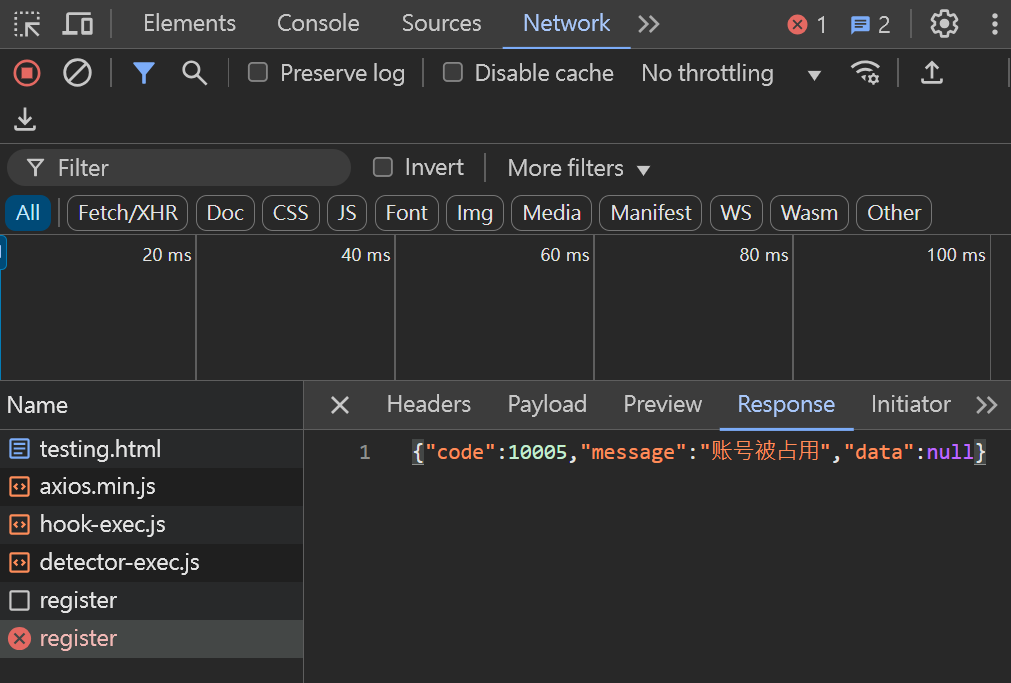 Elements Console Sources Network 1 2
Preserve log Disable cache No throttling
Filter Invert More filters
All Fetch/XHR Doc CSS JS Font Img Media Manifest WS Wasm Other
20 ms 40 ms 60 ms 80 ms 100 ms
Name Headers Payload Preview Response Initiator
1 {"code":10005,"message":"账号被占用","data":null}
testing.html
axios.min.js
hook-exec.js
detector-exec.js
register
register